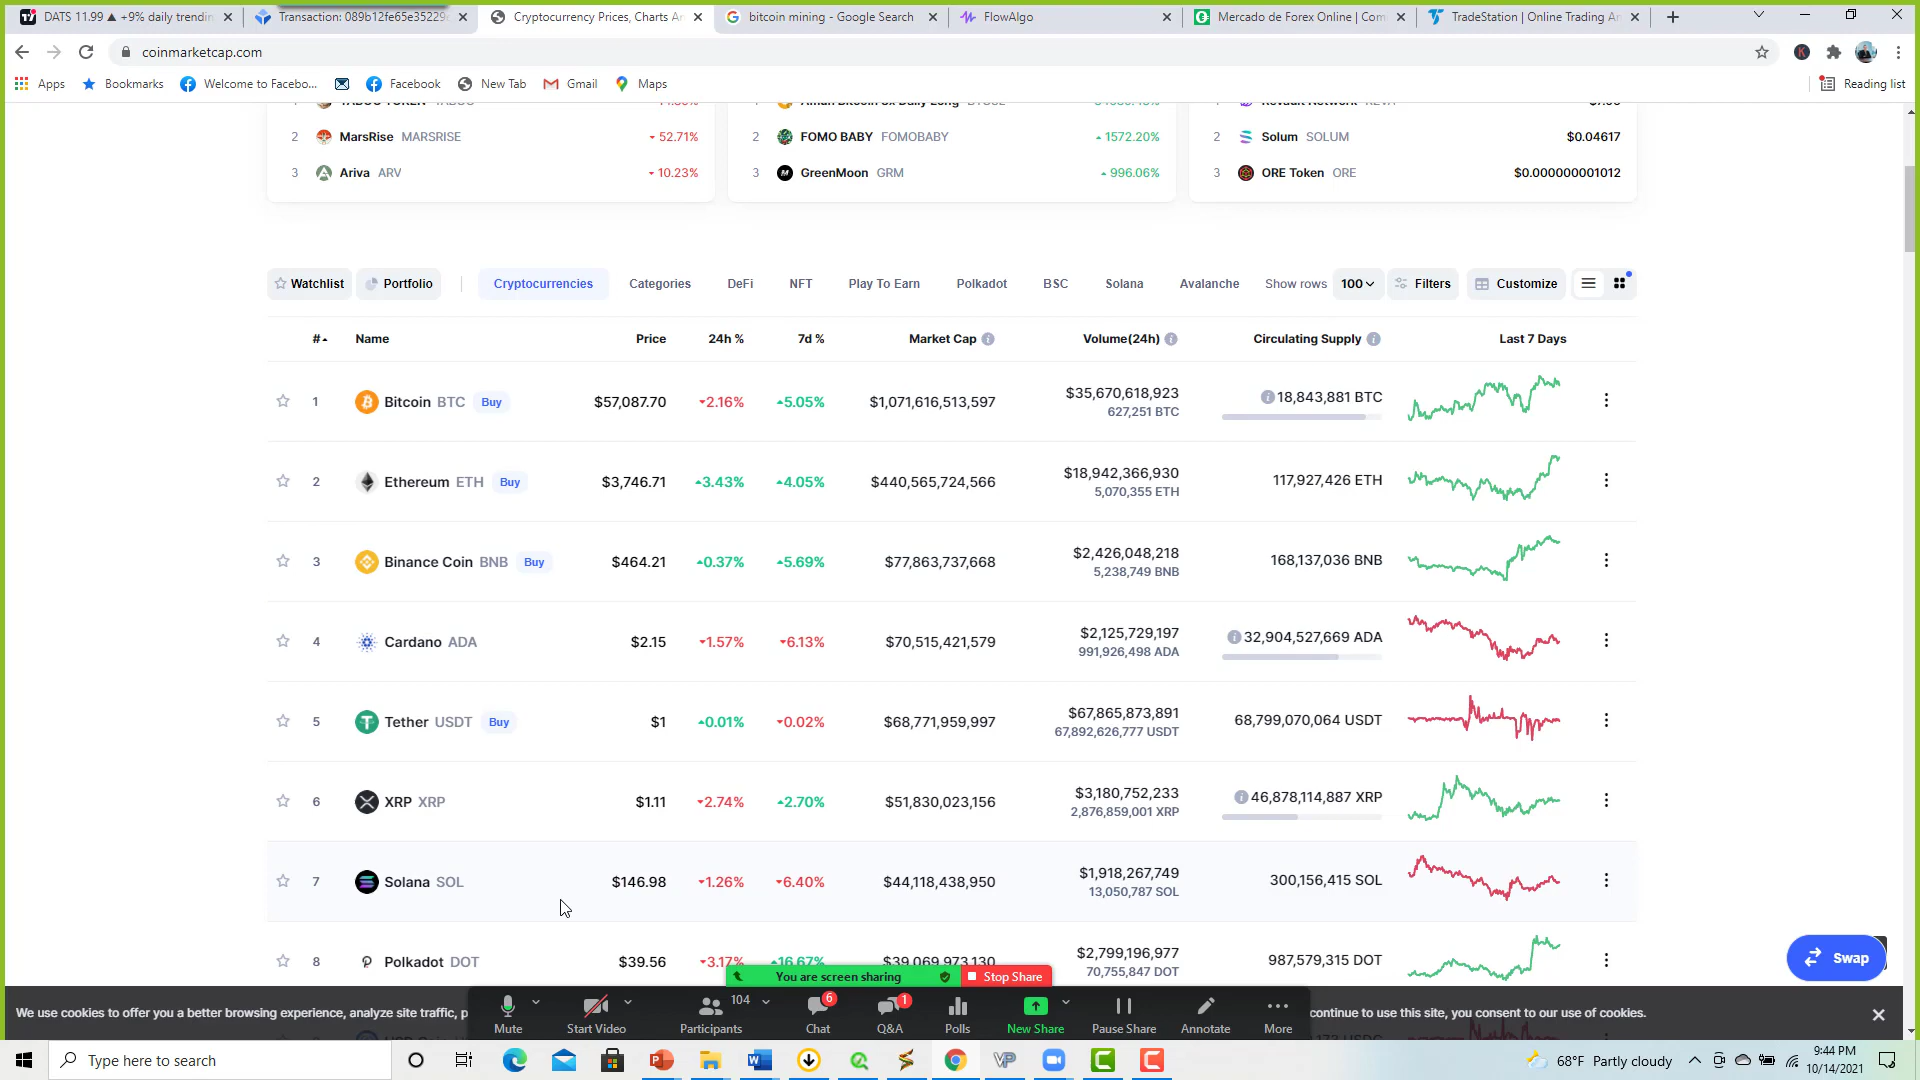 DATS 11.99 ▲ +9% daily trendin
Transaction: 089b12fe65e35229
Cryptocurrency Prices, Charts A
bitcoin mining - Google Search
FlowAlgo
Mercado de Forex Online | Com
TradeStation | Online Trading An
coinmarketcap.com
Apps
Bookmarks
Welcome to Facebo...
Facebook
New Tab
Gmail
Maps
Reading list
2 MarsRise MARSRISE 52.71%
3 Ariva ARV 10.23%
2 FOMO BABY FOMOBABY 1572.20%
3 GreenMoon GRM 996.06%
2 Solum SOLUM $0.04617
3 ORE Token ORE $0.000000001012
Watchlist Portfolio Cryptocurrencies Categories DeFi NFT Play To Earn Polkadot BSC Solana Avalanche Show rows 100 Filters Customize
# Name Price 24h % 7d % Market Cap Volume(24h) Circulating Supply Last 7 Days
1 Bitcoin BTC Buy $57,087.70 2.16% 5.05% $1,071,616,513,597 $35,670,618,923 18,843,881 BTC
627,251 BTC
2 Ethereum ETH Buy $3,746.71 3.43% 4.05% $440,565,724,566 $18,942,366,930 117,927,426 ETH
5,070,355 ETH
3 Binance Coin BNB Buy $464.21 0.37% 5.69% $77,863,737,668 $2,426,048,218 168,137,036 BNB
5,238,749 BNB
4 Cardano ADA $2.15 1.57% 6.13% $70,515,421,579 $2,125,729,197 32,904,527,669 ADA
991,926,498 ADA
5 Tether USDT Buy $1 0.01% 0.02% $68,771,959,997 $67,865,873,891 68,799,070,064 USDT
67,892,626,777 USDT
6 XRP XRP $1.11 2.74% 2.70% $51,830,023,156 $3,180,752,233 46,878,114,887 XRP
2,876,859,001 XRP
7 Solana SOL $146.98 1.26% 6.40% $44,118,438,950 $1,918,267,749 300,156,415 SOL
13,050,787 SOL
8 Polkadot DOT $39.56 3.17% 16.67% $39,069,973,130 $2,799,196,977 987,579,315 DOT
70,755,847 DOT
Swap
You are screen sharing Stop Share
We use cookies to offer you a better browsing experience, analyze site traffic, p
continue to use this site, you consent to our use of cookies.
104 6 1
Mute Start Video Participants Chat Q&A Polls New Share Pause Share Annotate More
Type here to search
68°F Partly cloudy
9:44 PM
10/14/2021